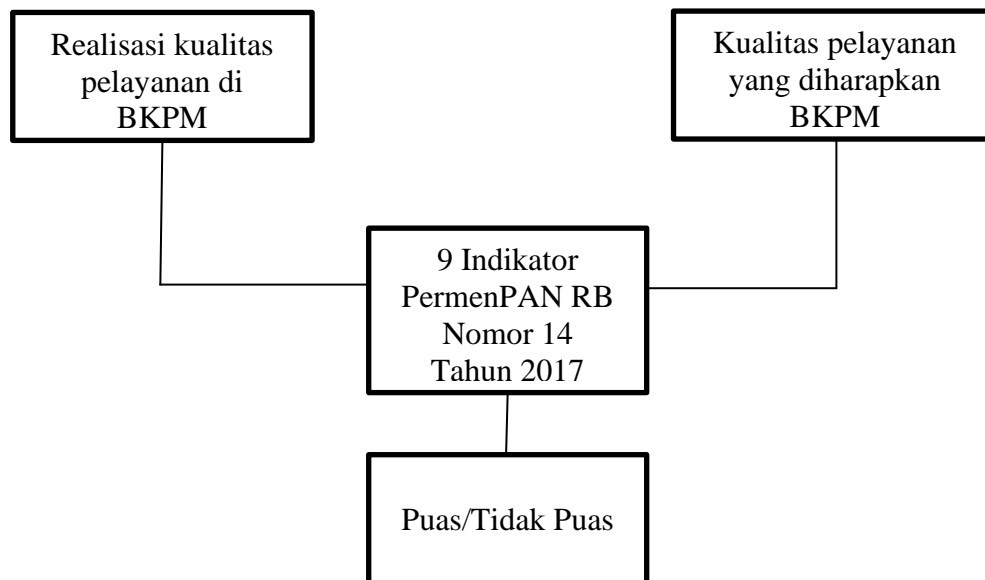 Realisasi kualitas
pelayanan di
BKPM
Kualitas pelayanan
yang diharapkan
BKPM
9 Indikator
PermenPAN RB
Nomor 14
Tahun 2017
Puas/Tidak Puas